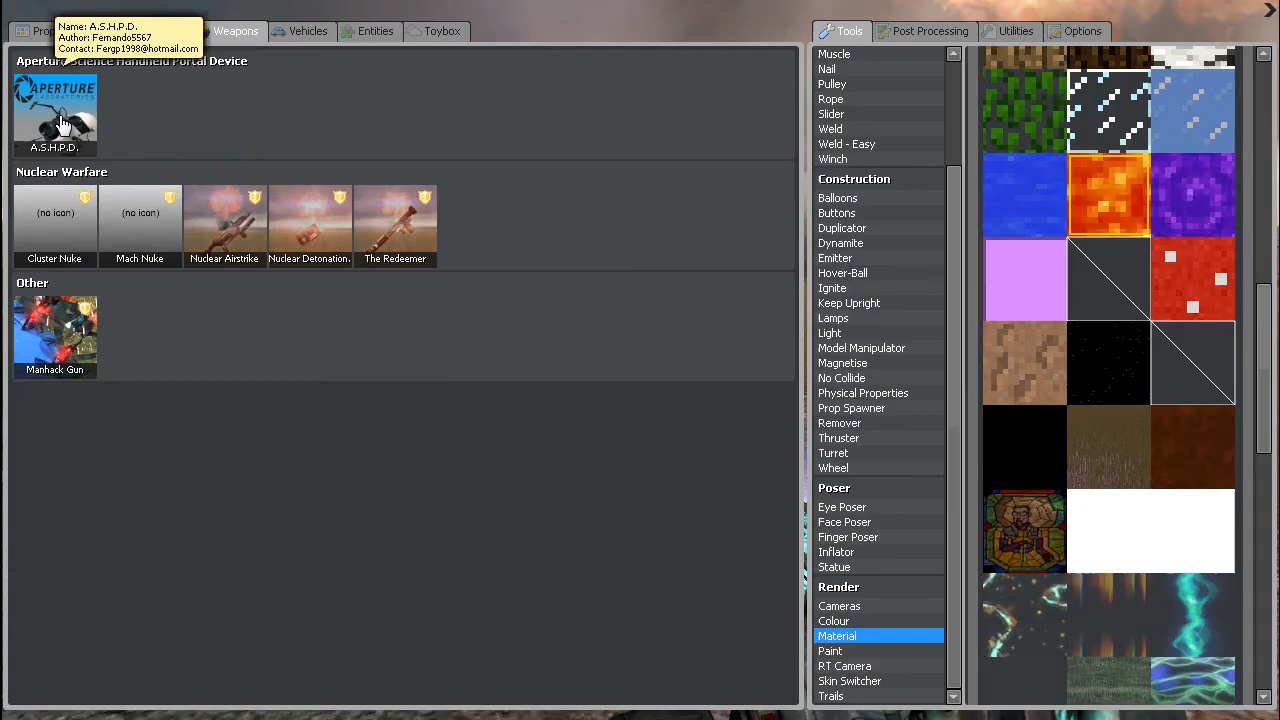 Name: A.S.H.P.D.
Author: Fernando5567
Contact: Fergp1998@hotmail.com
Weapons
Vehicles
Entities
Toybox
Aperture Science Handheld Portal Device
APERTURE
LABORATORIES
A.S.H.P.D.
Nuclear Warfare
(no icon)
(no icon)
Cluster Nuke
Mach Nuke
Nuclear Airstrike
Nuclear Detonation.
The Redeemer
Other
Manhack Gun
Tools
Post Processing
Utilities
Options
Muscle
Nail
Pulley
Rope
Slider
Weld
Weld - Easy
Winch
Construction
Balloons
Buttons
Duplicator
Dynamite
Emitter
Hover-Ball
Ignite
Keep Upright
Lamps
Light
Model Manipulator
Magnetise
No Collide
Physical Properties
Prop Spawner
Remover
Thruster
Turret
Wheel
Poser
Eye Poser
Face Poser
Finger Poser
Inflator
Statue
Render
Cameras
Colour
Material
Paint
RT Camera
Skin Switcher
Trails